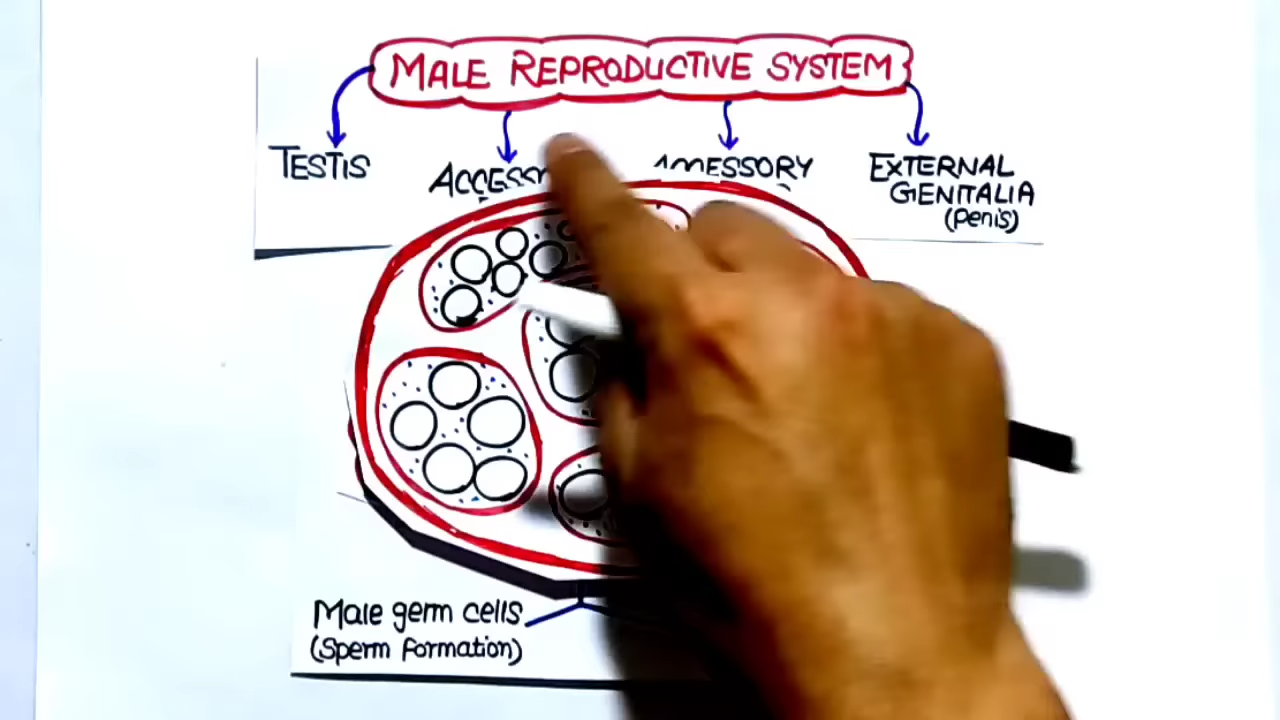 MALE REPRODUCTIVE SYSTEM
TESTIS
EXTERNAL
GENITALIA
(Penis)
Male germ cells
(Sperm formation)